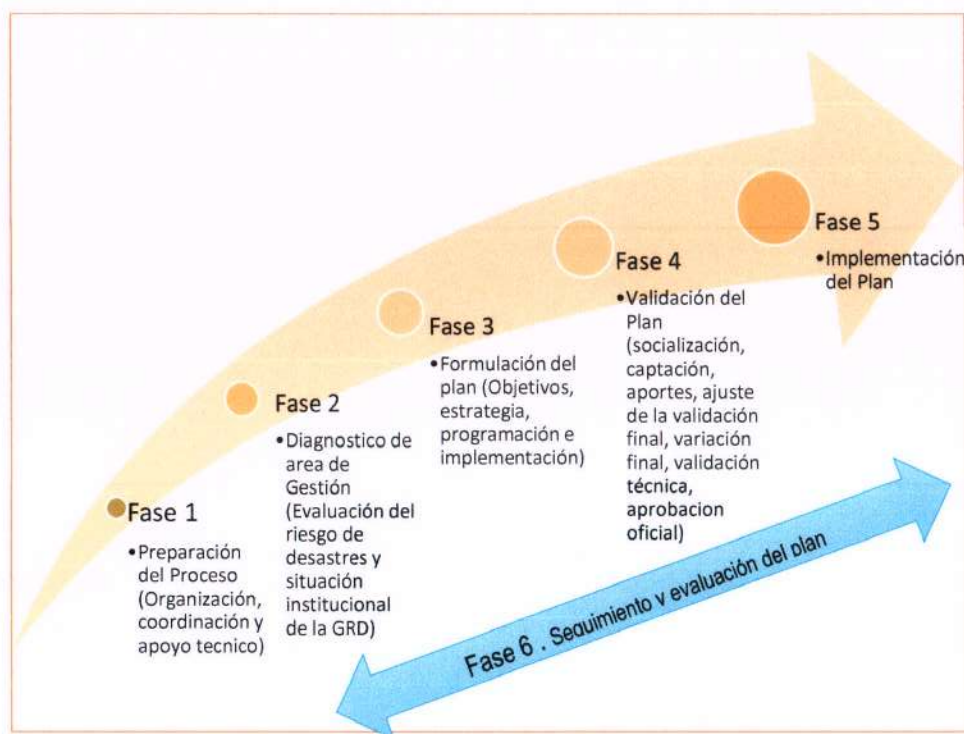 Fase 1
•Preparación
del Proceso
(Organización,
coordinación y
apoyo tecnico)
Fase 2
•Diagnostico de
area de
Gestión
(Evaluación del
riesgo de
desastres y
situación
institucional
de la GRD)
Fase 3
•Formulación del
plan (Objetivos,
estrategia,
programación e
implementación)
Fase 4
•Validación del
Plan
(socialización,
captación,
aportes, ajuste
de la validación
final, variación
final, validación
técnica,
aprobacion
oficial)
Fase 5
•Implementación
del Plan
Fase 6 . Seguimiento y evaluación del plan